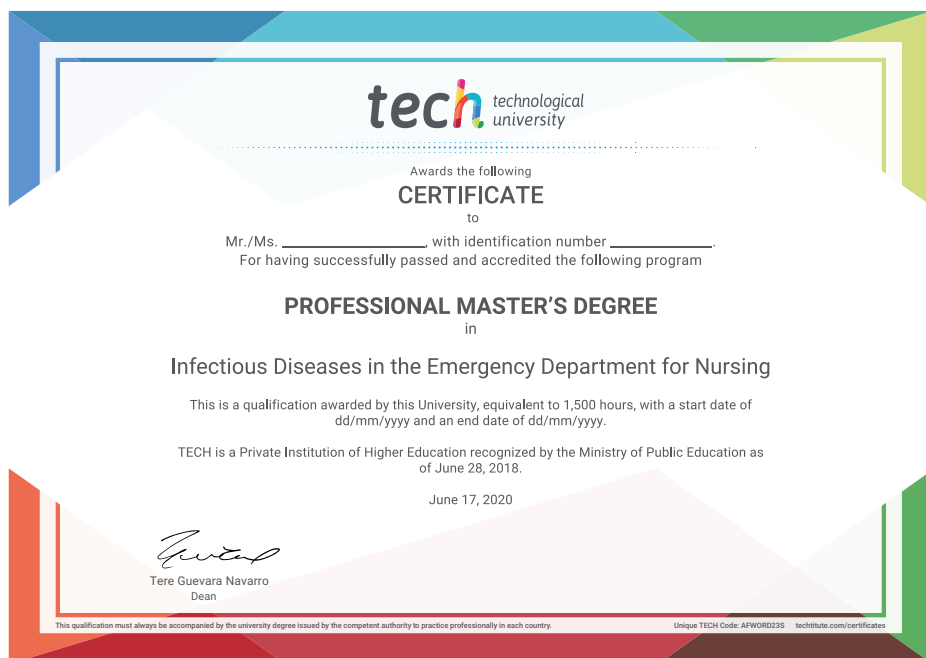 tech technological
university
Awards the following
CERTIFICATE
to
Mr./Ms. ____________________, with identification number ______________.
For having successfully passed and accredited the following program
PROFESSIONAL MASTER'S DEGREE
in
Infectious Diseases in the Emergency Department for Nursing
This is a qualification awarded by this University, equivalent to 1,500 hours, with a start date of
dd/mm/yyyy and an end date of dd/mm/yyyy.
TECH is a Private Institution of Higher Education recognized by the Ministry of Public Education as
of June 28, 2018.
June 17, 2020
Tere Guevara Navarro
Dean
This qualification must always be accompanied by the university degree issued by the competent authority to practice professionally in each country.
Unique TECH Code: AFWORD23S techtitute.com/certificates